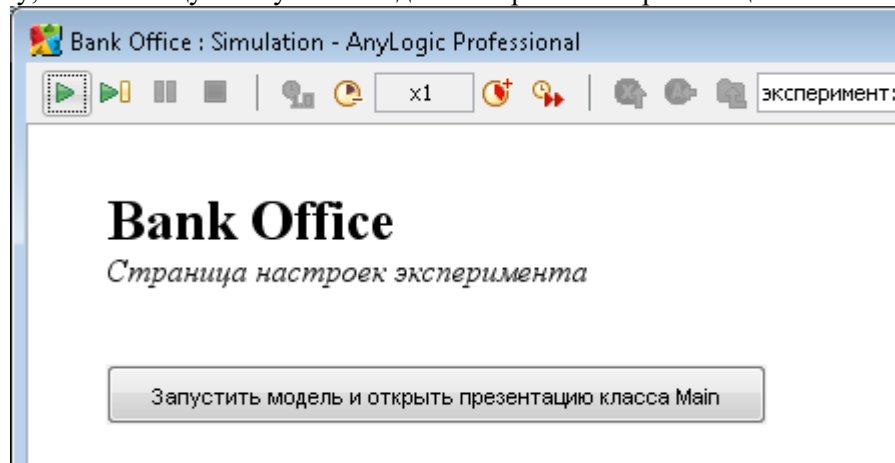 Bank Office : Simulation - AnyLogic Professional
x1 эксперимент:
Bank Office
Страница настроек эксперимента
Запустить модель и открыть презентацию класса Main